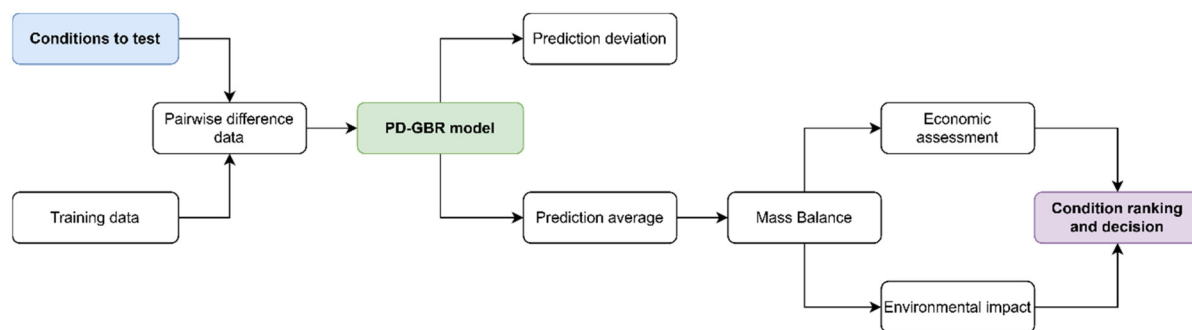 Conditions to test
Prediction deviation
Pairwise difference
data
PD-GBR model
Economic
assessment
Training data
Prediction average
Mass Balance
Condition ranking
and decision
Environmental impact